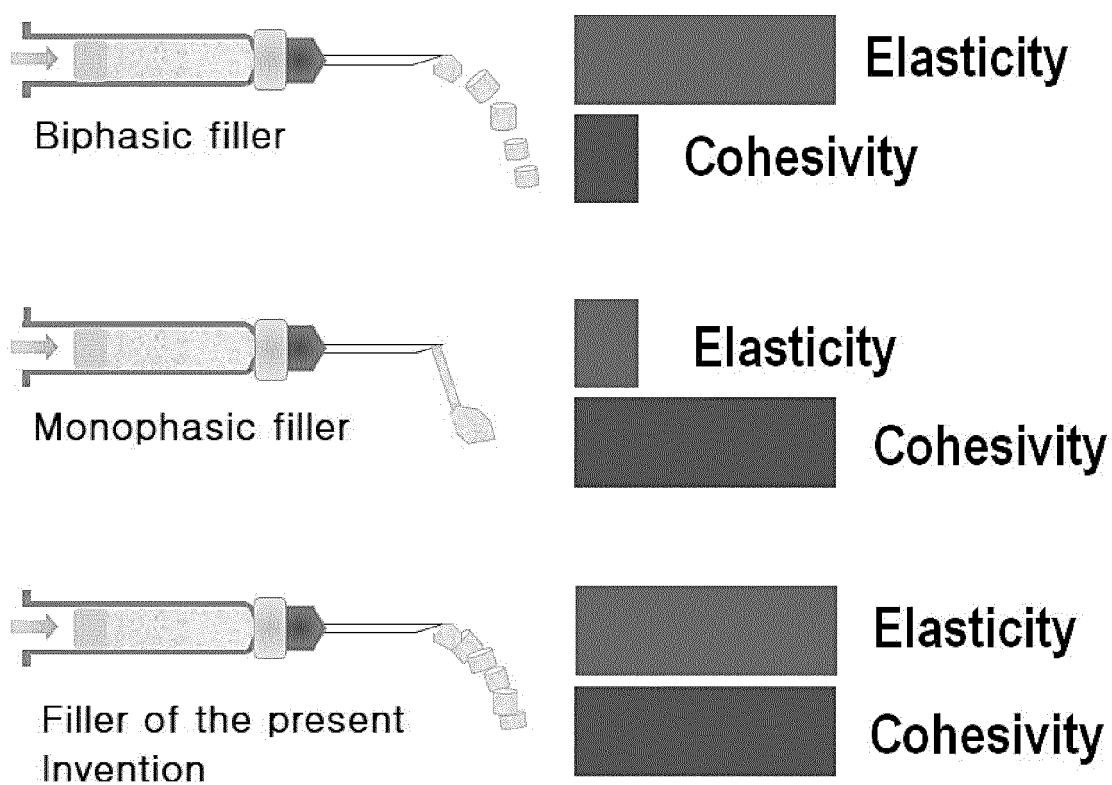 Elasticity
Biphasic filler
Cohesivity
Elasticity
Monophasic filler
Cohesivity
Elasticity
Filler of the present
Invention
Cohesivity